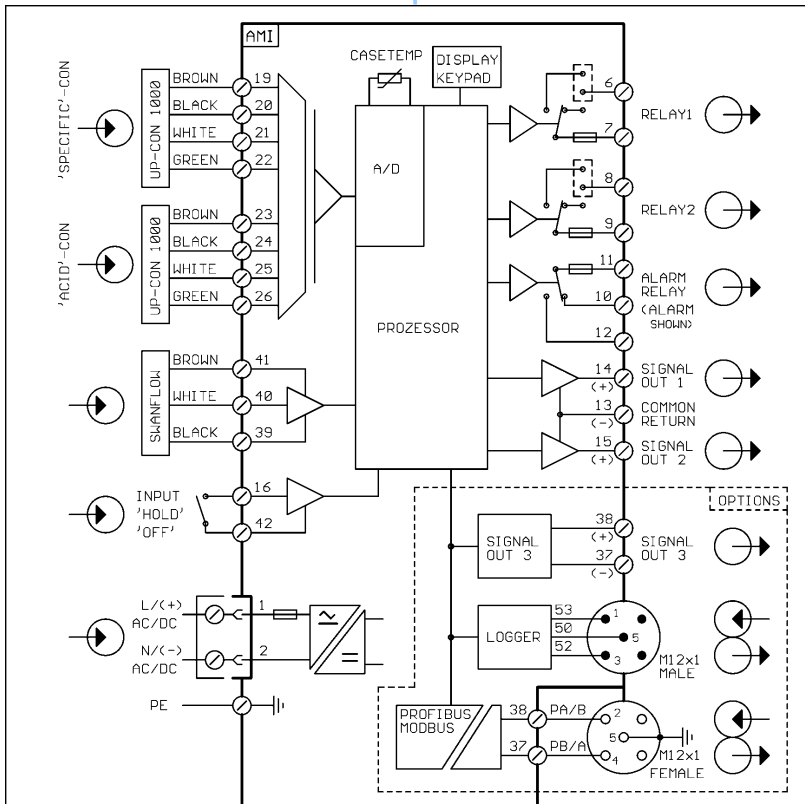 AMI
CASETEMP
DISPLAY
KEYPAD
A/D
PROZESSOR
'SPECIFIC'-CON
UP-CON 1000
BROWN 19
BLACK 20
WHITE 21
GREEN 22
'ACID'-CON
UP-CON 1000
BROWN 23
BLACK 24
WHITE 25
GREEN 26
SWANFLOW
BROWN 41
WHITE 40
BLACK 39
INPUT
'HOLD'
'OFF'
16
42
L/(+)
AC/DC
1
N/(-)
AC/DC
2
PE
6
RELAY1
7
8
RELAY2
9
11
10
12
ALARM
RELAY
(ALARM
SHOWN)
14
(+)
SIGNAL
OUT 1
13
(-)
COMMON
RETURN
15
(+)
SIGNAL
OUT 2
OPTIONS
SIGNAL
OUT 3
38
(+)
37
(-)
SIGNAL
OUT 3
LOGGER
53
50
52
1
5
3
M12x1
MALE
PROFIBUS
MODBUS
38 PA/B
37 PB/A
2
5
4
M12x1
FEMALE